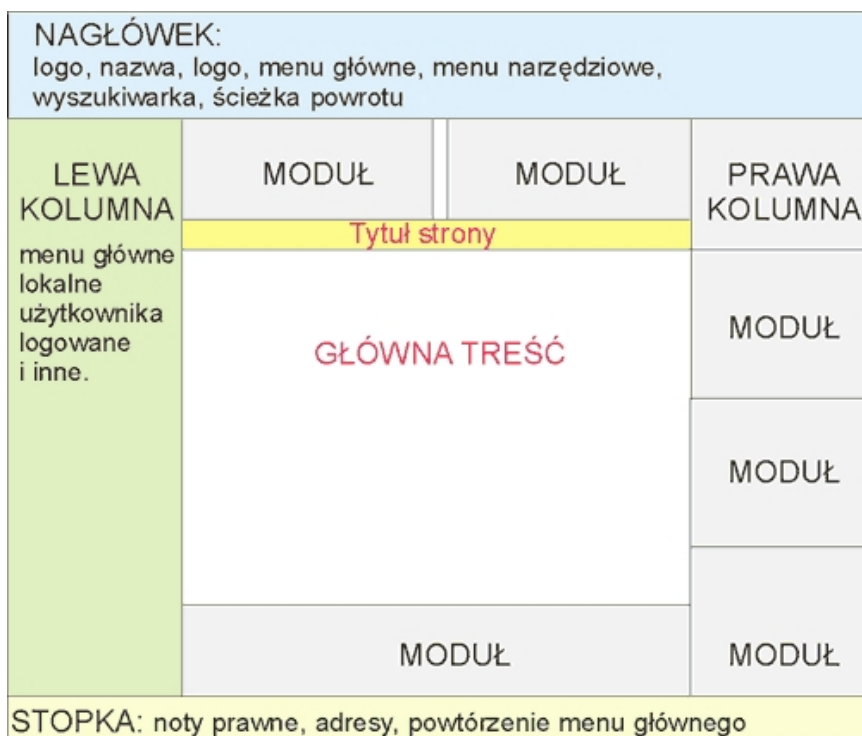 NAGŁÓWEK:
logo, nazwa, logo, menu główne, menu narzędziowe,
wyszukiwarka, ścieżka powrotu
LEWA
KOLUMNA
menu główne
lokalne
użytkownika
logowane
i inne.
MODUŁ
MODUŁ
Tytuł strony
GŁÓWNA TREŚĆ
MODUŁ
PRAWA
KOLUMNA
MODUŁ
MODUŁ
MODUŁ
STOPKA: noty prawne, adresy, powtórzenie menu głównego